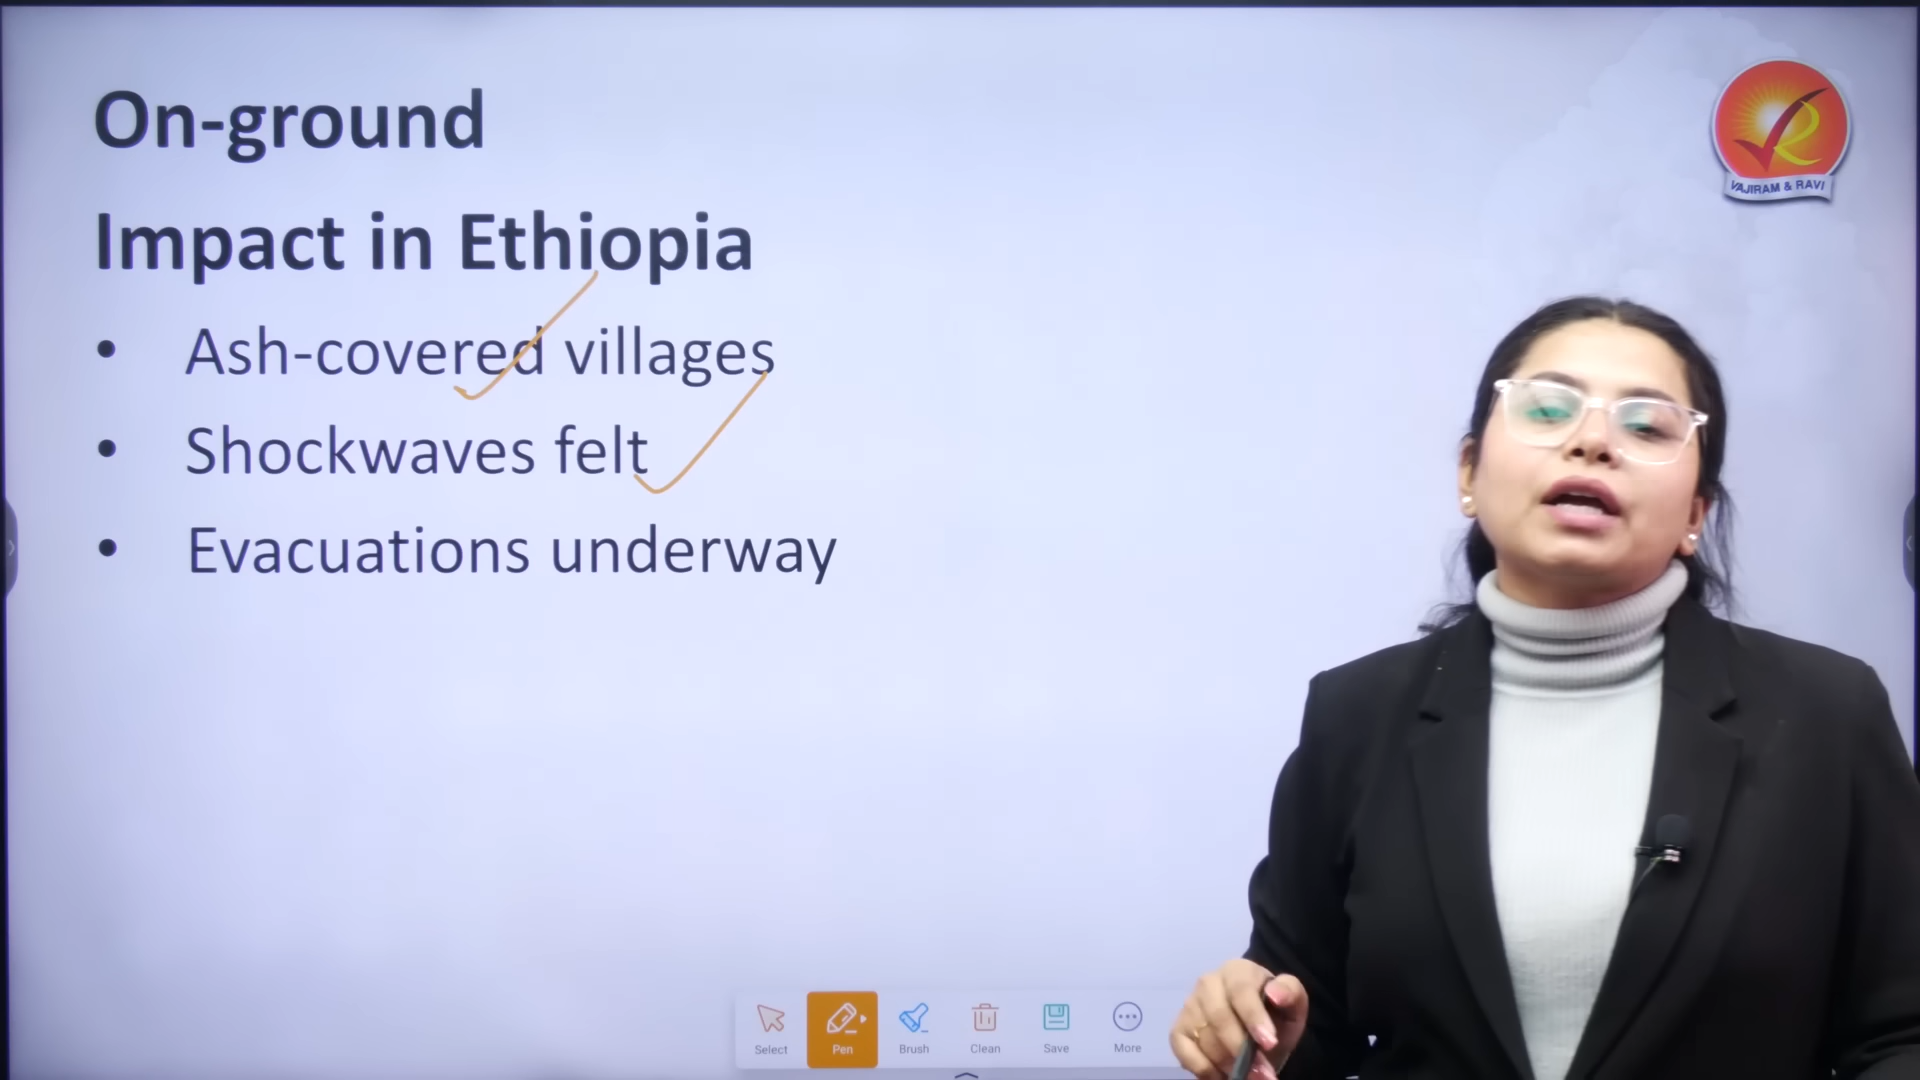 On-ground
Impact in Ethiopia
• Ash-covered villages
• Shockwaves felt
• Evacuations underway
VAJIRAM & RAVI
Select Pen Brush Clean Save More